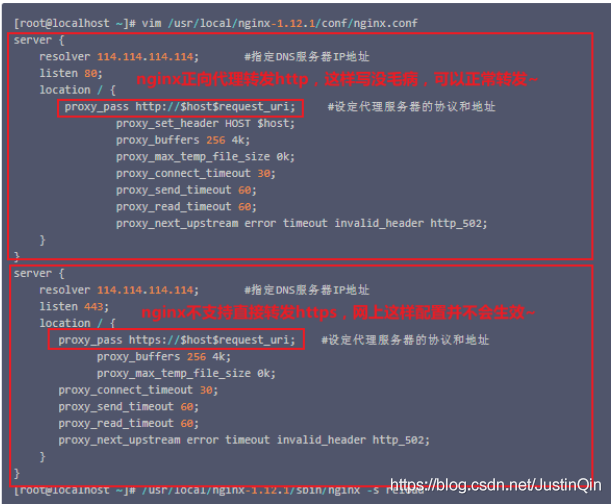 [root@localhost ~]# vim /usr/local/nginx-1.12.1/conf/nginx.conf
server {
resolver 114.114.114.114; #指定DNS服务器IP地址
listen 80;
nginx正向代理转发http，这样写没毛病，可以正常转发~
location / {
proxy_pass http://$host$request_uri; #设定代理服务器的协议和地址
proxy_set_header HOST $host;
proxy_buffers 256 4k;
proxy_max_temp_file_size 0k;
proxy_connect_timeout 30;
proxy_send_timeout 60;
proxy_read_timeout 60;
proxy_next_upstream error timeout invalid_header http_502;
}
}
server {
resolver 114.114.114.114; #指定DNS服务器IP地址
listen 443;
nginx不支持直接转发https，网上这样配置并不会生效~
location / {
proxy_pass https://$host$request_uri; #设定代理服务器的协议和地址
proxy_buffers 256 4k;
proxy_max_temp_file_size 0k;
proxy_connect_timeout 30;
proxy_send_timeout 60;
proxy_read_timeout 60;
proxy_next_upstream error timeout invalid_header http_502;
}
}
[root@localhost ~]# /usr/local/nginx-1.12.1/sbin/nginx -s reload
https://blog.csdn.net/JustinQin